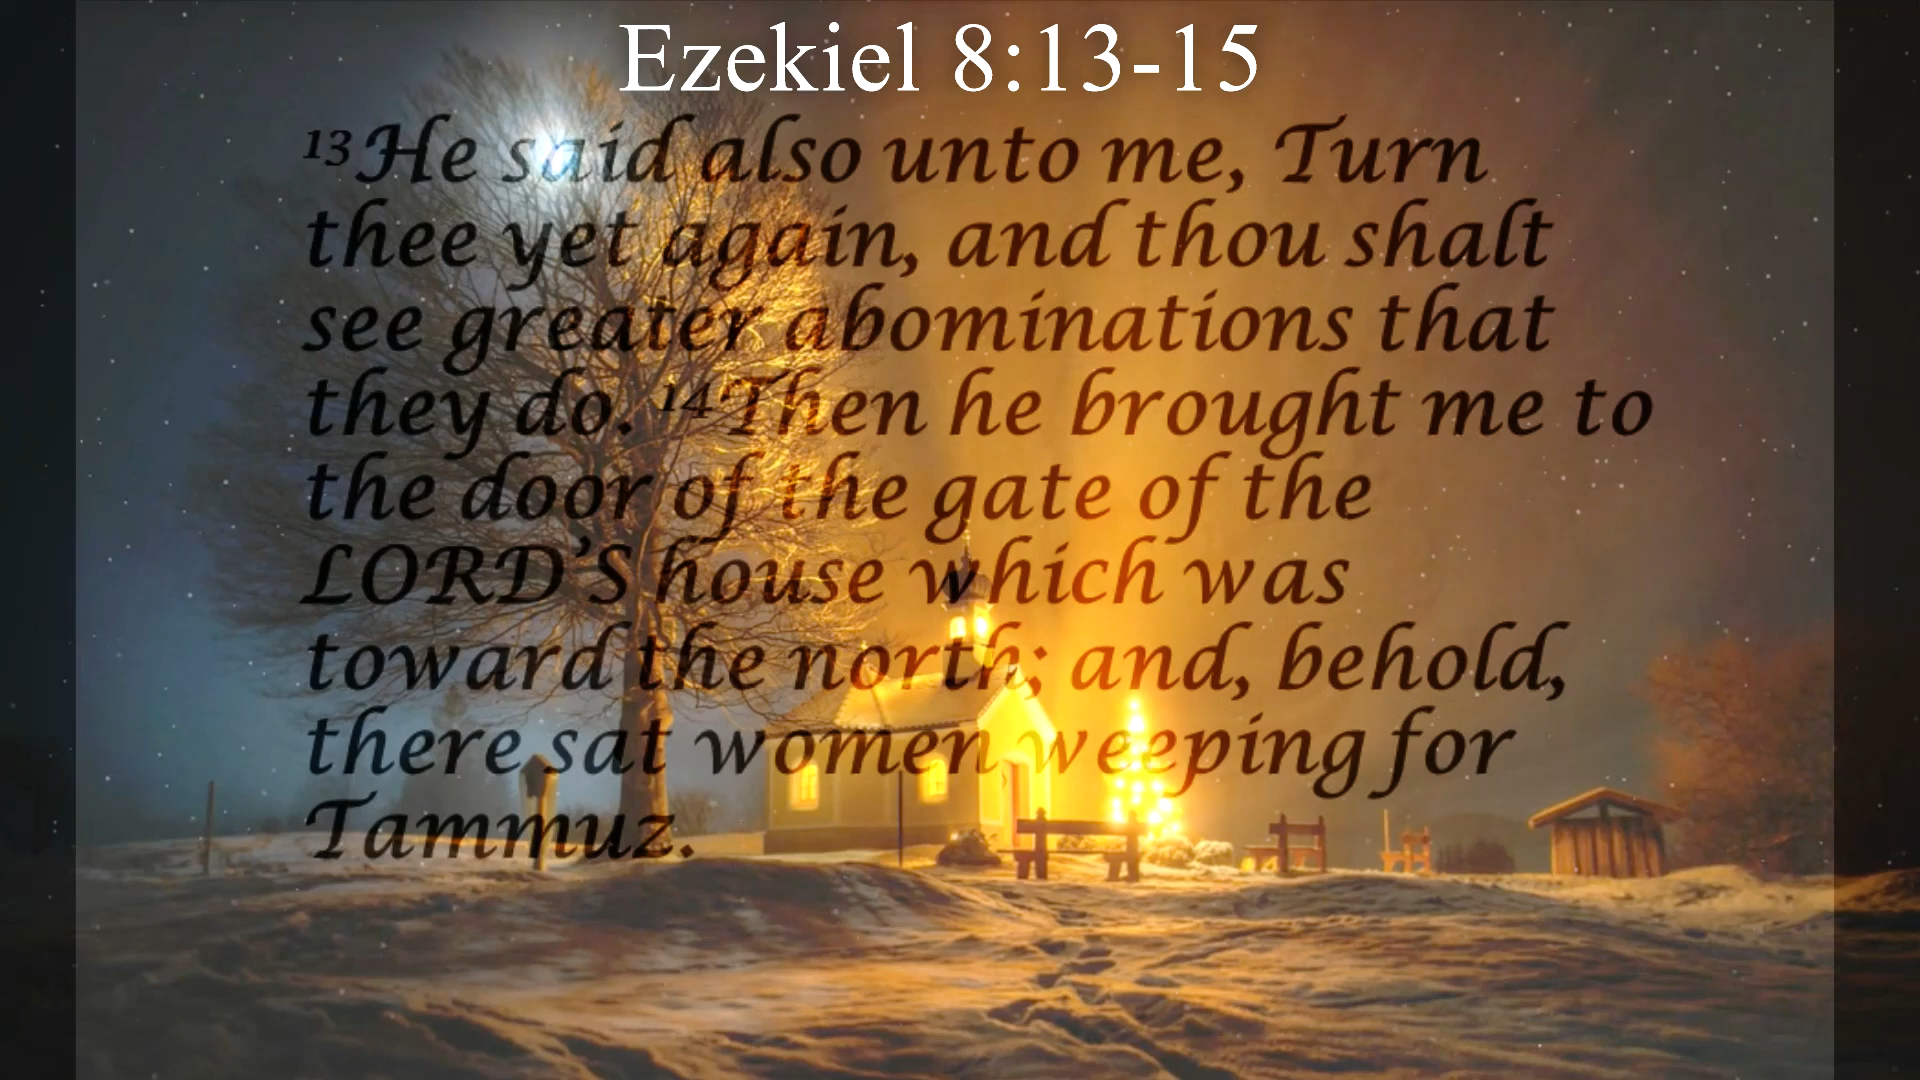 Ezekiel 8:13-15
13He said also unto me, Turn
thee yet again, and thou shalt
see greater abominations that
they do. 14Then he brought me to
the door of the gate of the
LORD’S house which was
toward the north; and, behold,
there sat women weeping for
Tammuz.